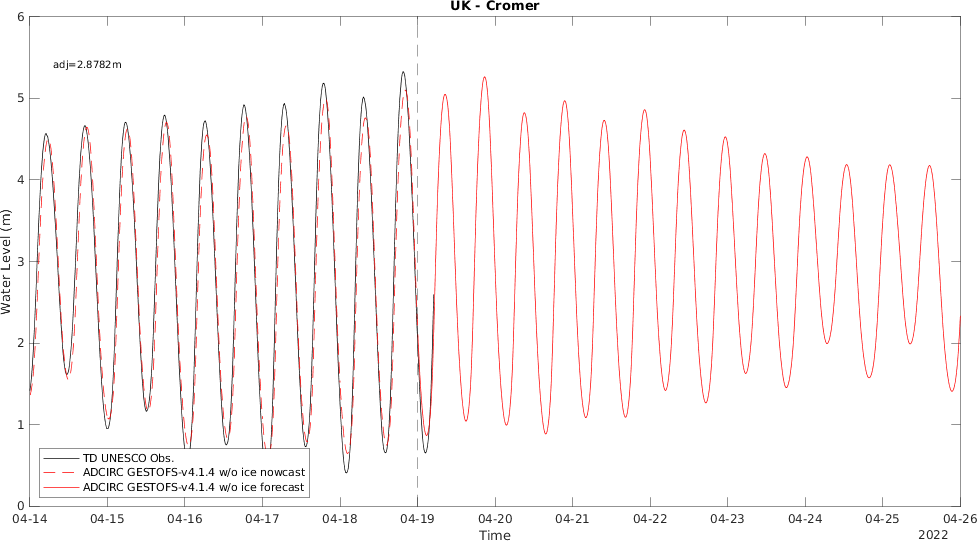 UK - Cromer
6
adj=2.8782m
5
4
3
Water Level (m)
2
1
TD UNESCO Obs.
ADCIRC GESTOFS-v4.1.4 w/o ice nowcast
ADCIRC GESTOFS-v4.1.4 w/o ice forecast
0
04-14 04-15 04-16 04-17 04-18 04-19 04-20 04-21 04-22 04-23 04-24 04-25 04-26
Time
2022